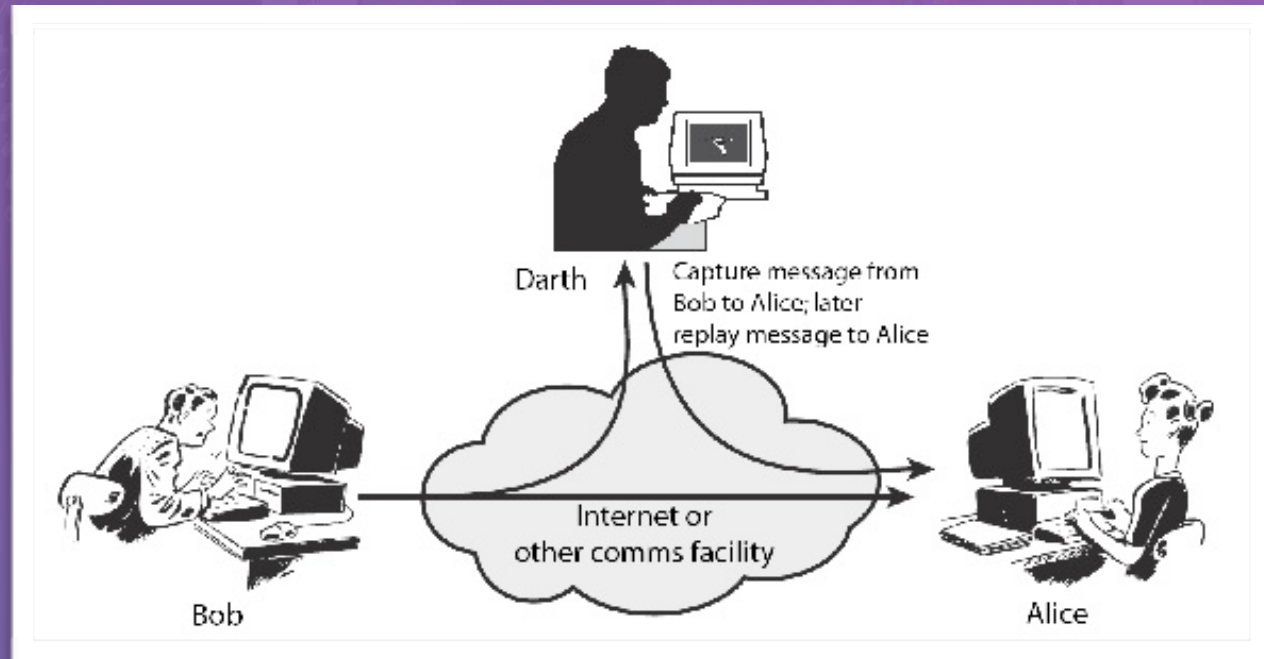 Darth
Capture message from
Bob to Alice; later
replay message to Alice
Internet or
other comms facility
Bob
Alice